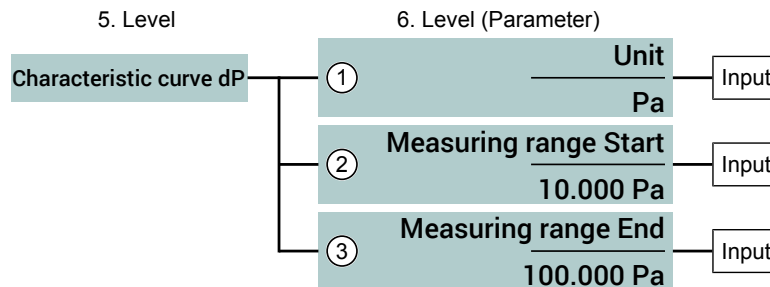 5. Level
6. Level (Parameter)
Characteristic curve dP
1
Unit
Pa
Input
2
Measuring range Start
10.000 Pa
Input
3
Measuring range End
100.000 Pa
Input